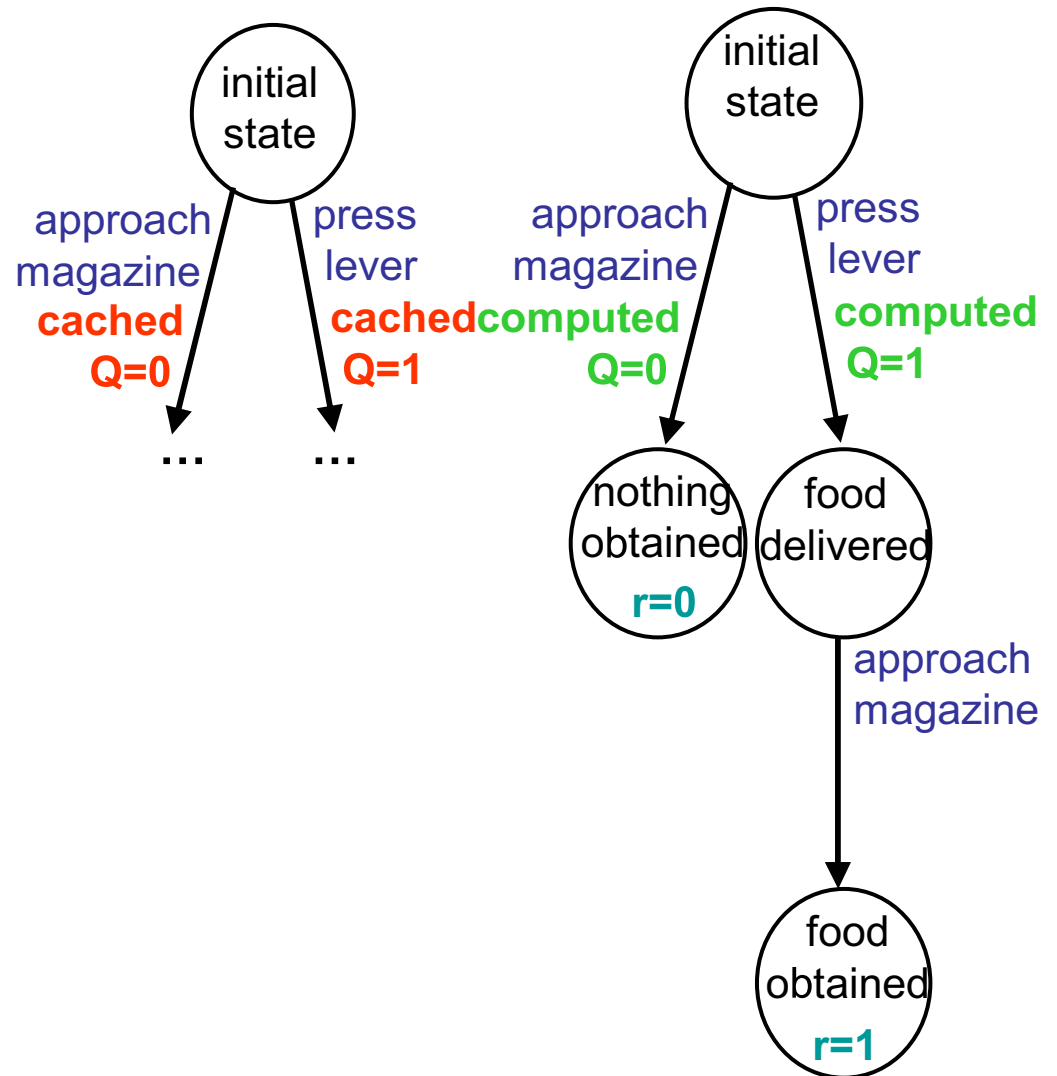 initial
state
approach
magazine
cached
Q=0
press
lever
cached
Q=1
...
...
initial
state
approach
magazine
computed
Q=0
press
lever
computed
Q=1
nothing
obtained
r=0
food
delivered
approach
magazine
food
obtained
r=1